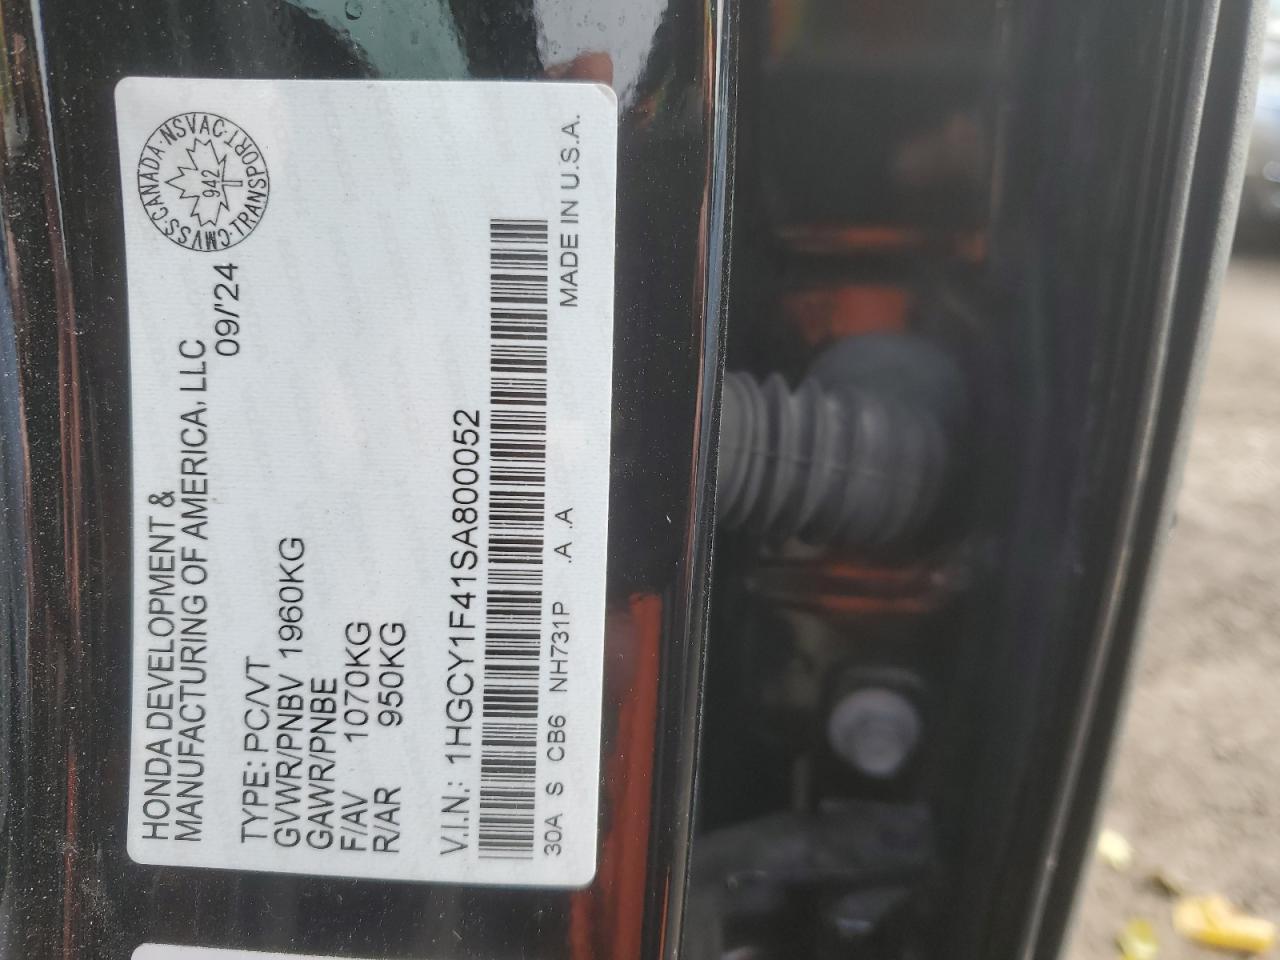 HONDA DEVELOPMENT &
MANUFACTURING OF AMERICA, LLC
09/'24
CMVSS·CANADA·NSVAC·TRANSPORT·
942
TYPE: PC/VT
GVWR/PNBV 1960KG
GAWR/PNBE
F/AV 1070KG
R/AR 950KG
V.I.N.: 1HGCY1F41SA800052
30A S CB6 NH731P .A .A
MADE IN U.S.A.